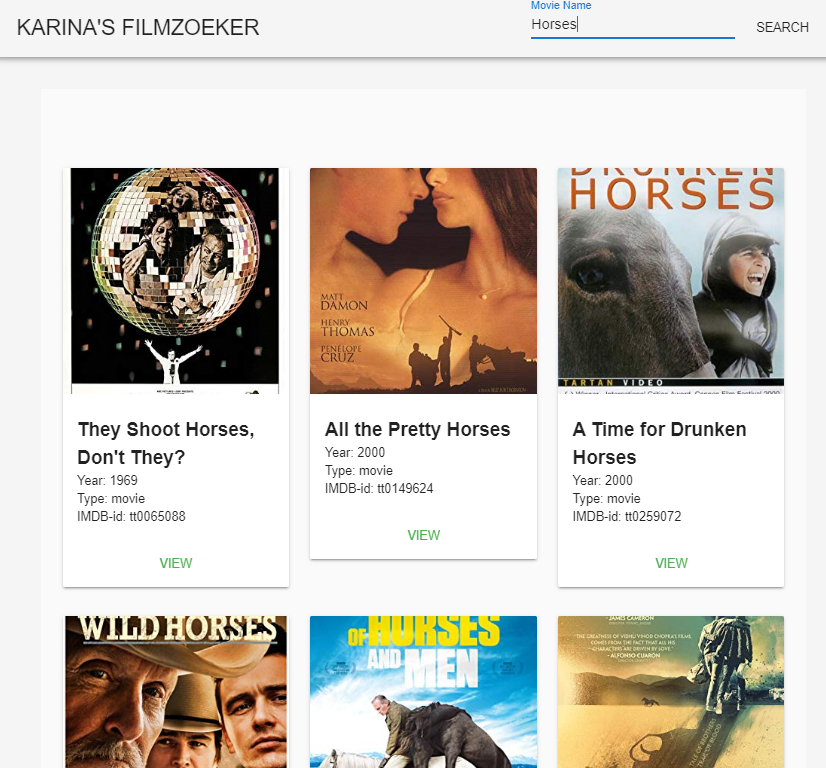 Movie Name
KARINA'S FILMZOEKER
Horses
SEARCH
DRUNKEN
HORSES
MATT
DAMON
HENRY
THOMAS
PENÉLOPE
CRUZ
TARTAN VIDEO
They Shoot Horses,
Don't They?
Year: 1969
Type: movie
IMDB-id: tt0065088
VIEW
All the Pretty Horses
Year: 2000
Type: movie
IMDB-id: tt0149624
VIEW
A Time for Drunken
Horses
Year: 2000
Type: movie
IMDB-id: tt0259072
VIEW
WILD HORSES
OF HORSES
AND MEN
- JAMES CAMERON
"THE GREATNESS OF VIDHU VINOD CHOPRA'S FILMS,
COMES FROM THE FACT THAT ALL HIS
CHARACTERS ARE DRIVEN BY LOVE."
- ALFONSO CUARÓN